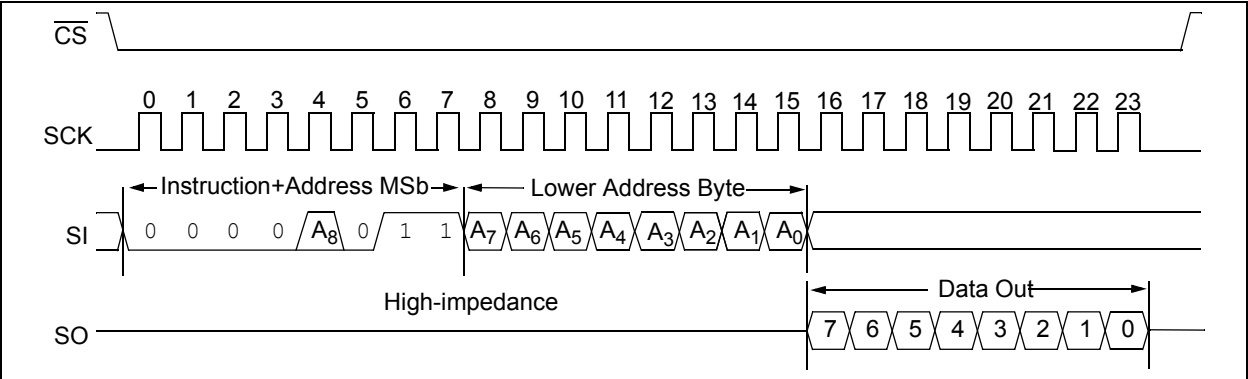 CS
0 1 2 3 4 5 6 7 8 9 10 11 12 13 14 15 16 17 18 19 20 21 22 23
SCK
Instruction+Address MSb Lower Address Byte
SI 0 0 0 0 A8 0 1 1 A7 A6 A5 A4 A3 A2 A1 A0
High-impedance Data Out
SO 7 6 5 4 3 2 1 0